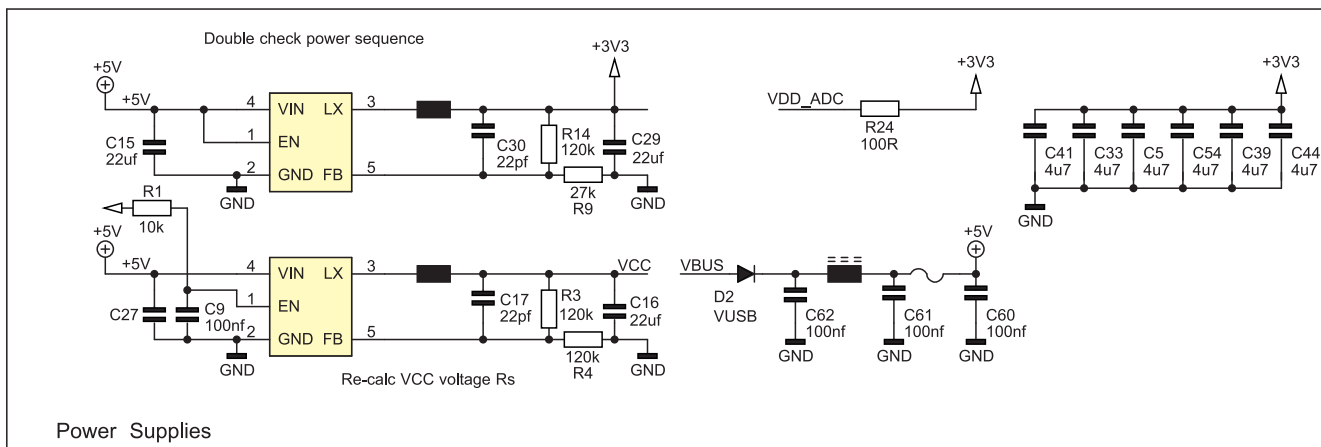 Double check power sequence
+5V
+5V
4
VIN
LX
3
+3V3
1
EN
C15
22uf
2
GND
FB
5
GND
C30
22pf
R14
120k
C29
22uf
27k
R9
GND
R1
10k
+5V
+5V
4
VIN
LX
3
VCC
1
EN
C27
C9
100nf
2
GND
FB
5
GND
C17
22pf
R3
120k
C16
22uf
120k
R4
GND
Re-calc VCC voltage Rs
VDD_ADC
+3V3
R24
100R
+3V3
C41
4u7
C33
4u7
C5
4u7
C54
4u7
C39
4u7
C44
4u7
GND
VBUS
D2
VUSB
+5V
C62
100nf
C61
100nf
C60
100nf
GND
GND
GND
Power Supplies